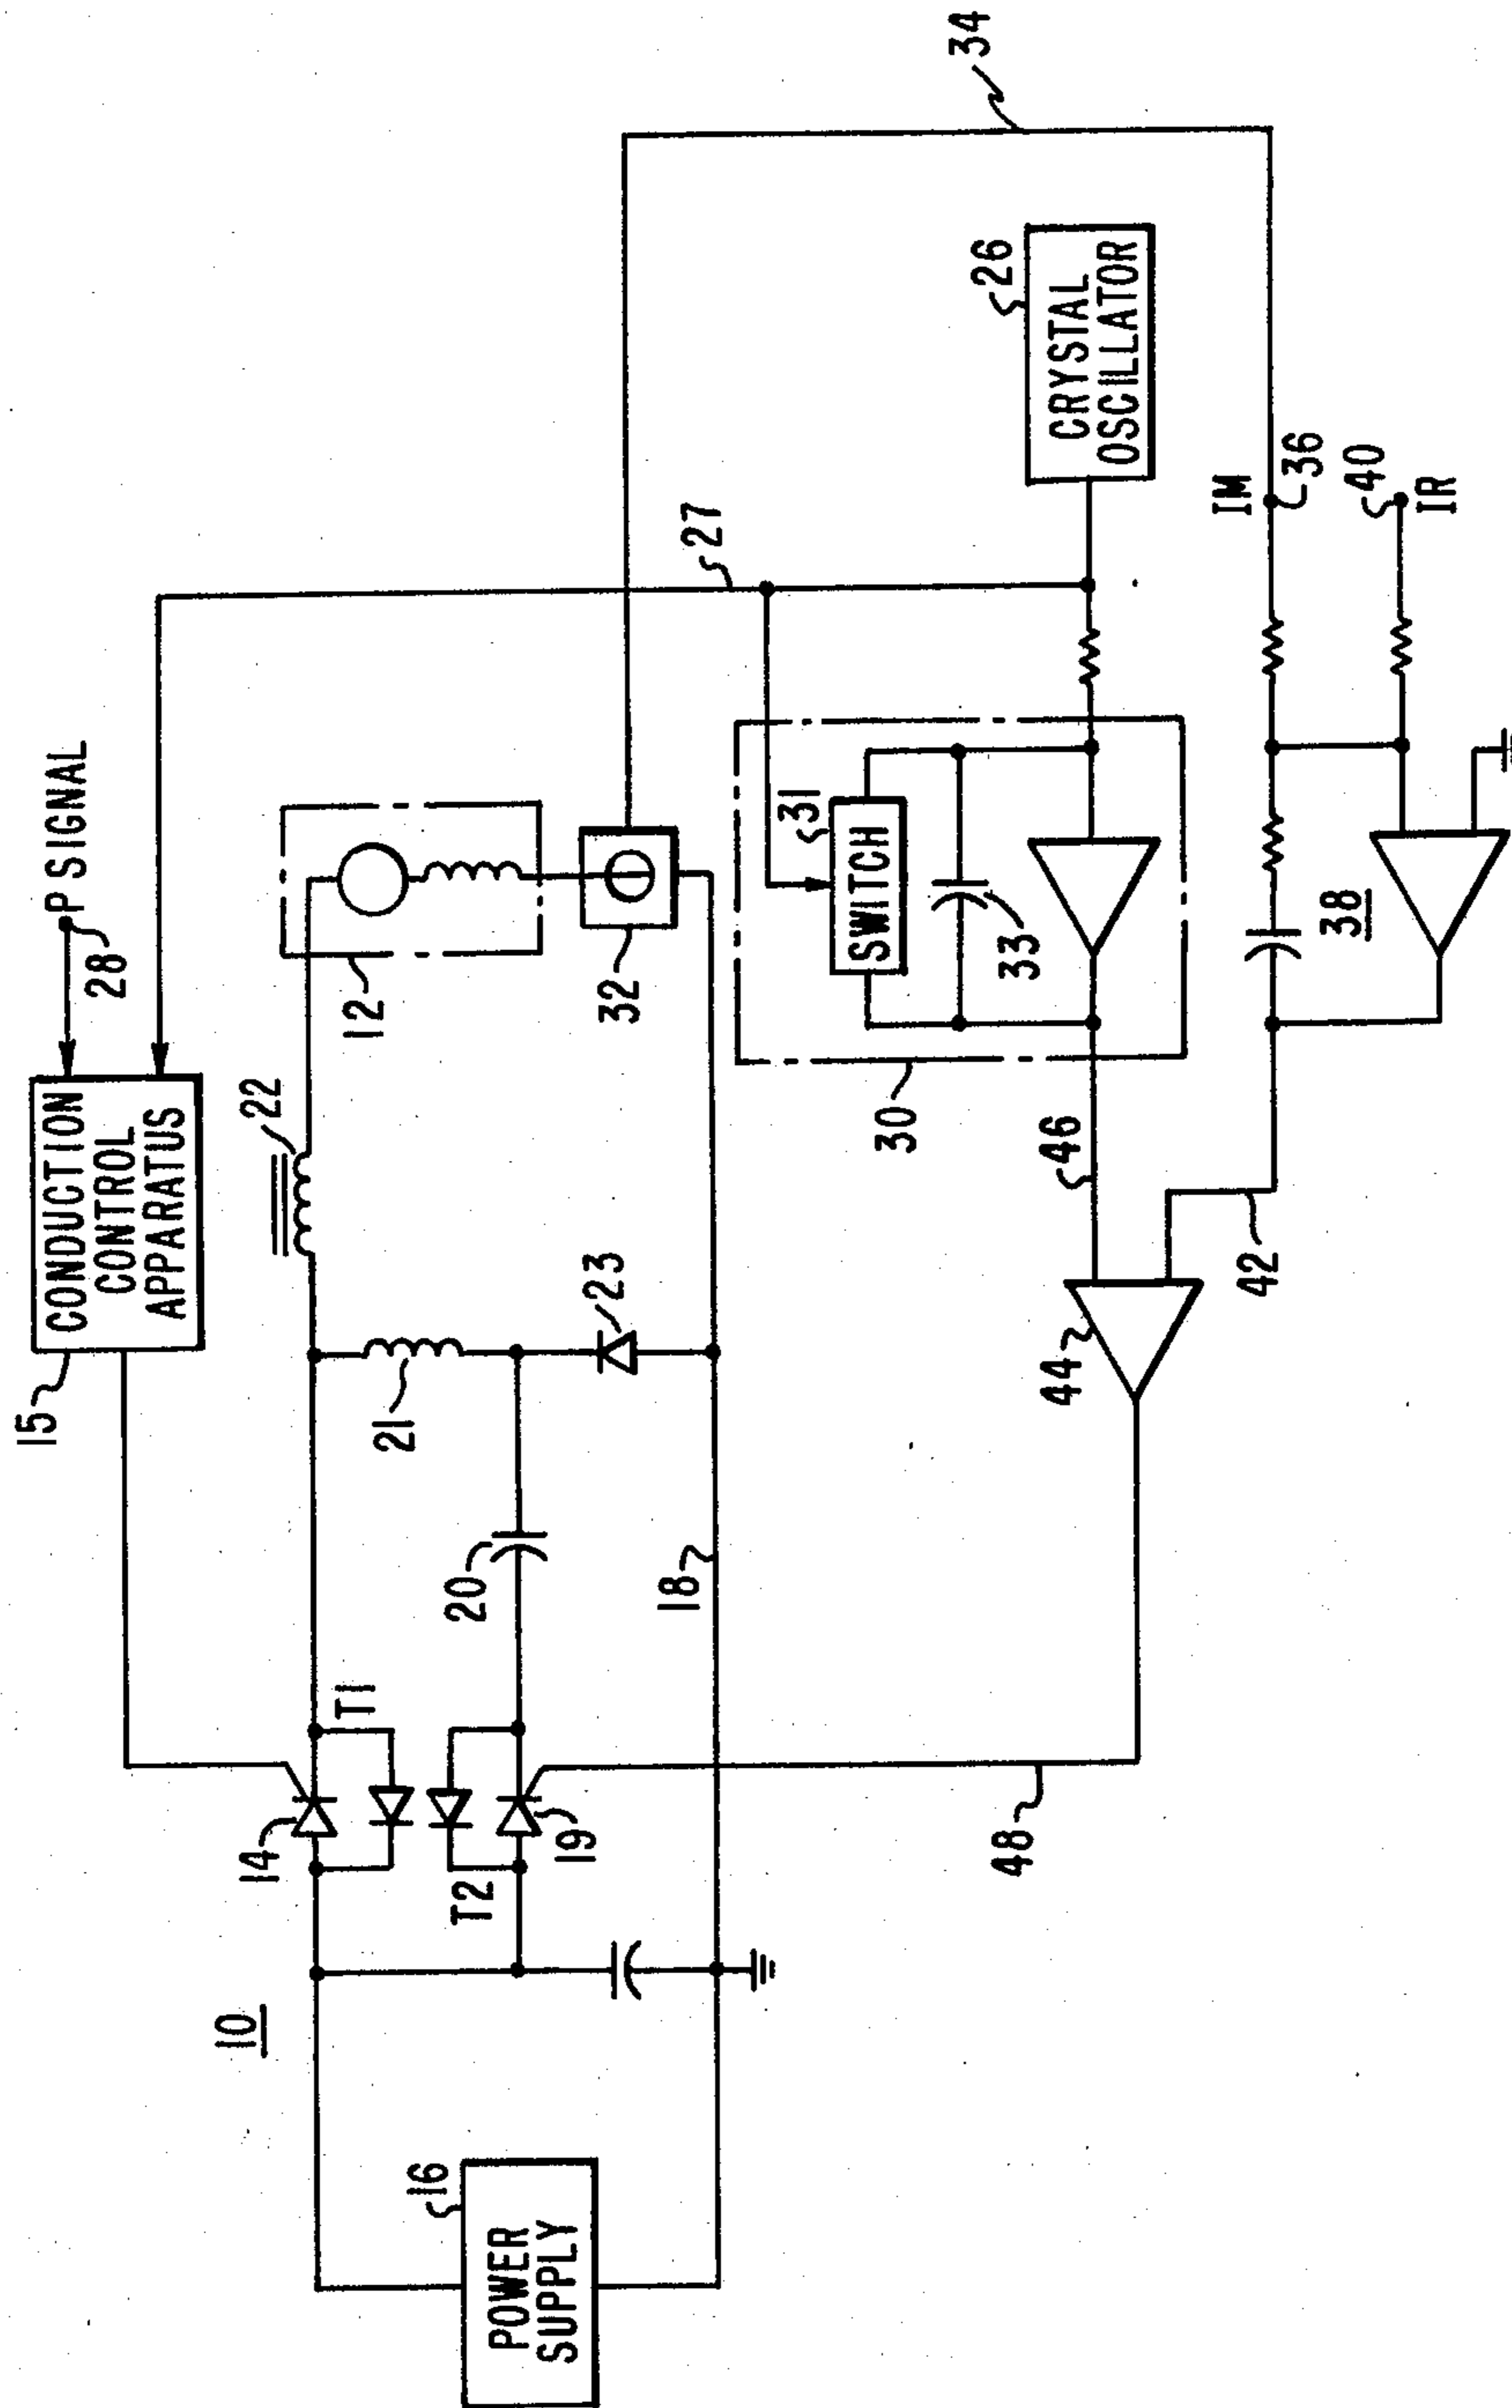 10
POWER
SUPPLY
16
14
T1
T2
19
CONDUCTION
CONTROL
APPARATUS
15
P SIGNAL
28
22
21
20
23
18
12
32
27
34
SWITCH
31
33
30
CRYSTAL
OSCILLATOR
26
46
44
42
48
38
IM
36
40
IR